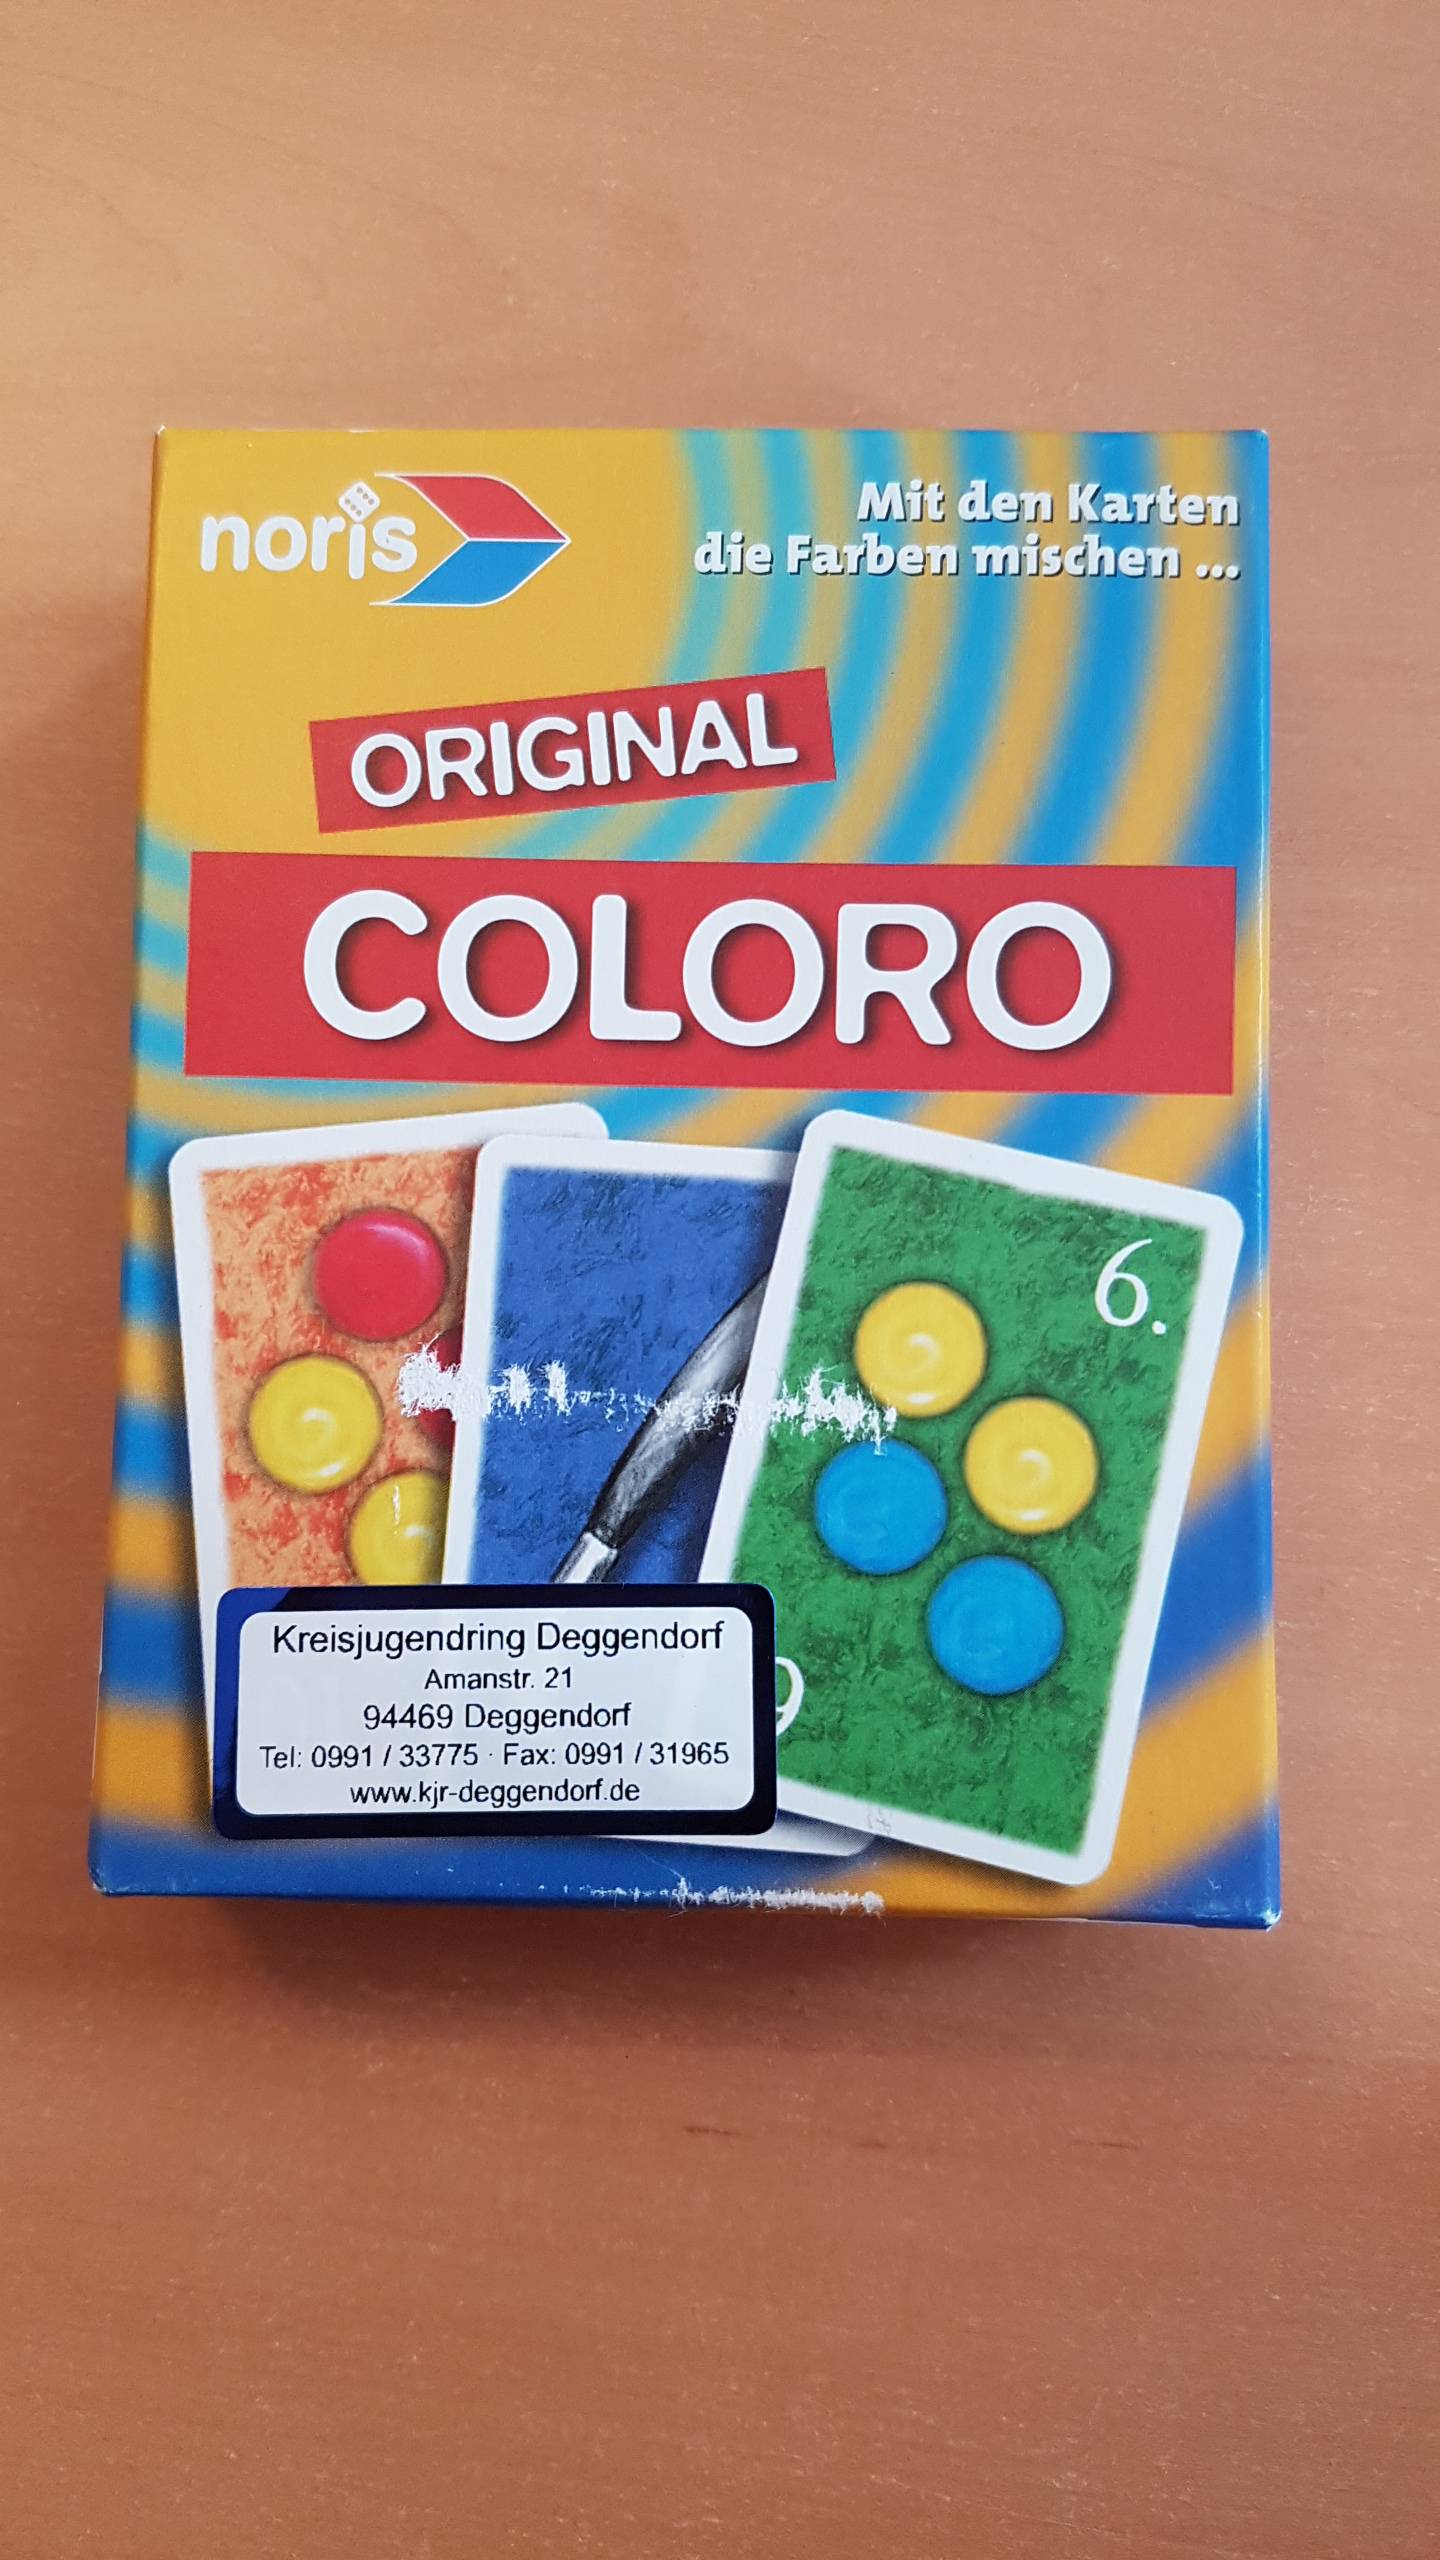 noris
Mit den Karten
die Farben mischen ...
ORIGINAL
COLORO
6.
Kreisjugendring Deggendorf
Amanstr. 21
94469 Deggendorf
Tel: 0991 / 33775 · Fax: 0991 / 31965
www.kjr-deggendorf.de